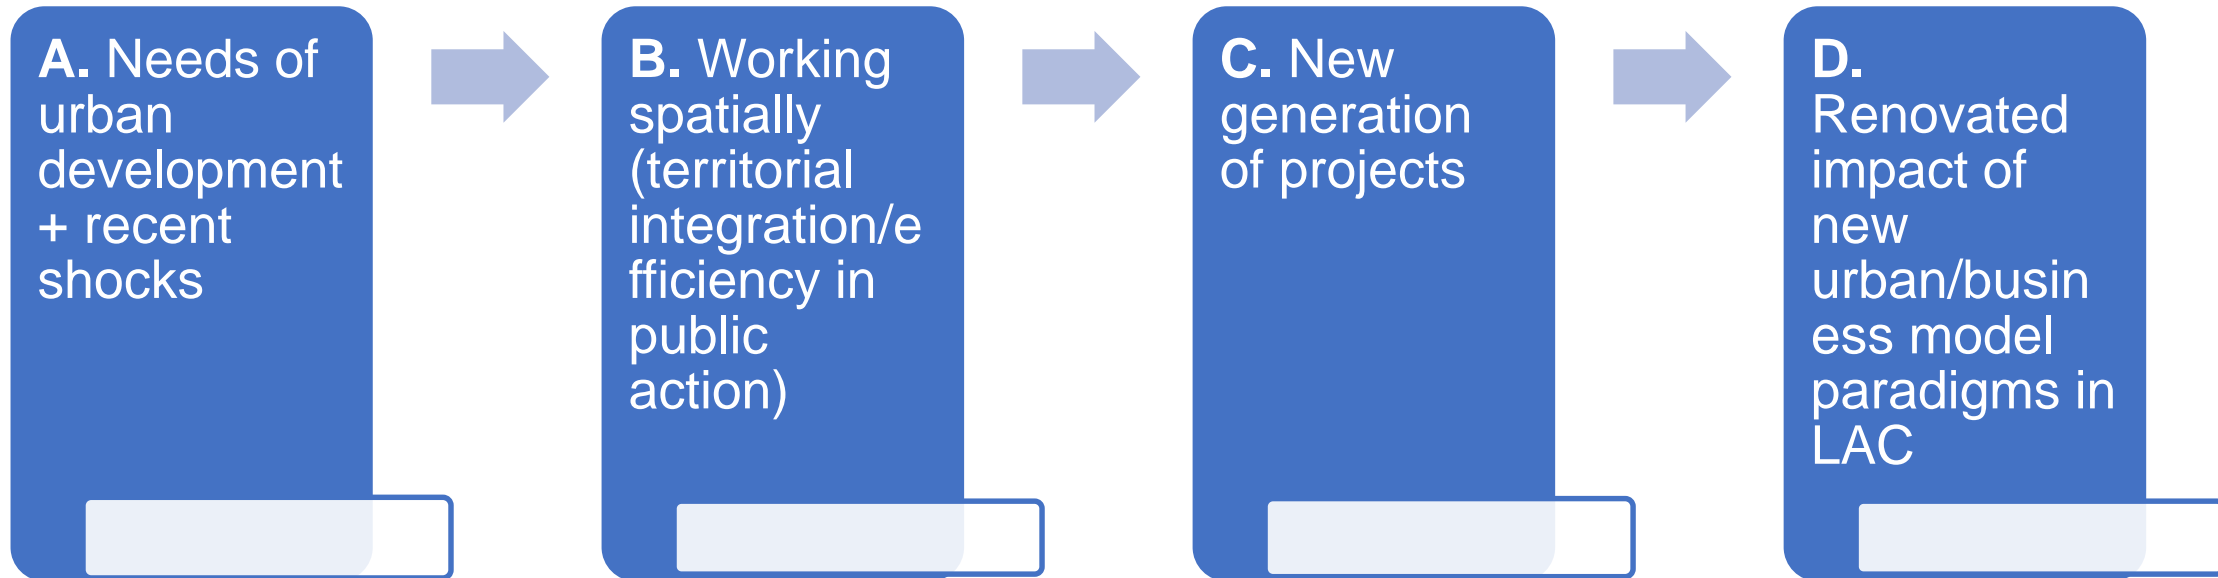 A. Needs of
urban
development
+ recent
shocks
B. Working
spatially
(territorial
integration/e
fficiency in
public
action)
C. New
generation
of projects
D.
Renovated
impact of
new
urban/busin
ess model
paradigms in
LAC